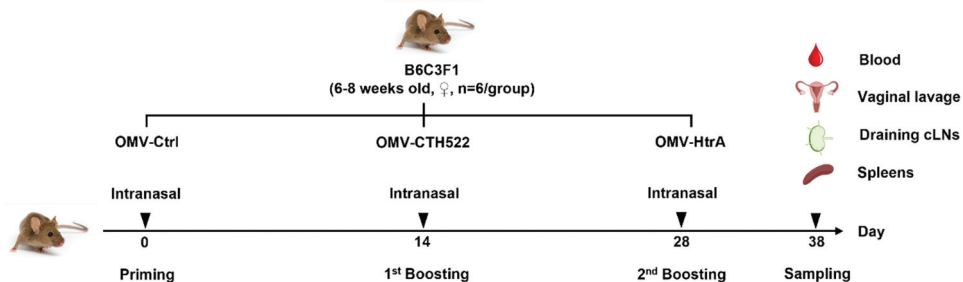 B6C3F1
(6-8 weeks old, ♀, n=6/group)
OMV-Ctrl OMV-CTH522 OMV-HtrA
Blood
Vaginal lavage
Draining cLNs
Spleens
Intranasal Intranasal Intranasal
0 14 28 38 Day
Priming 1st Boosting 2nd Boosting Sampling